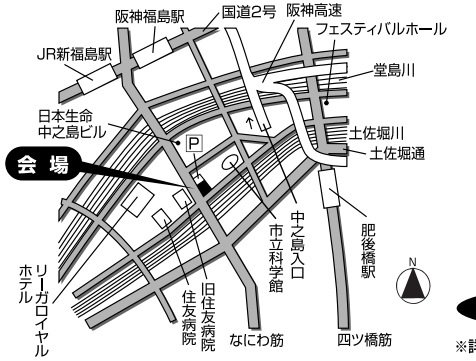 阪神福島駅
国道2号
阪神高速
フェスティバルホール
JR新福島駅
堂島川
日本生命
中之島ビル
P
土佐堀川
土佐堀通
会場
中之島入口
市立科学館
肥後橋駅
リーガロイヤル
ホテル
住友病院
旧住友病院
なにわ筋
四ツ橋筋
N